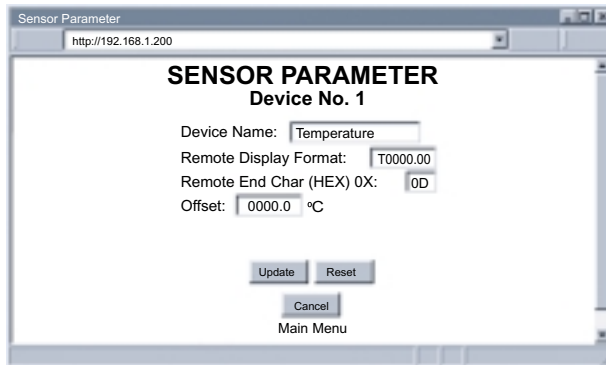 Sensor Parameter
http://192.168.1.200
SENSOR PARAMETER
Device No. 1
Device Name: Temperature
Remote Display Format: T0000.00
Remote End Char (HEX) 0X: 0D
Offset: 0000.0 ºC
Update Reset
Cancel
Main Menu